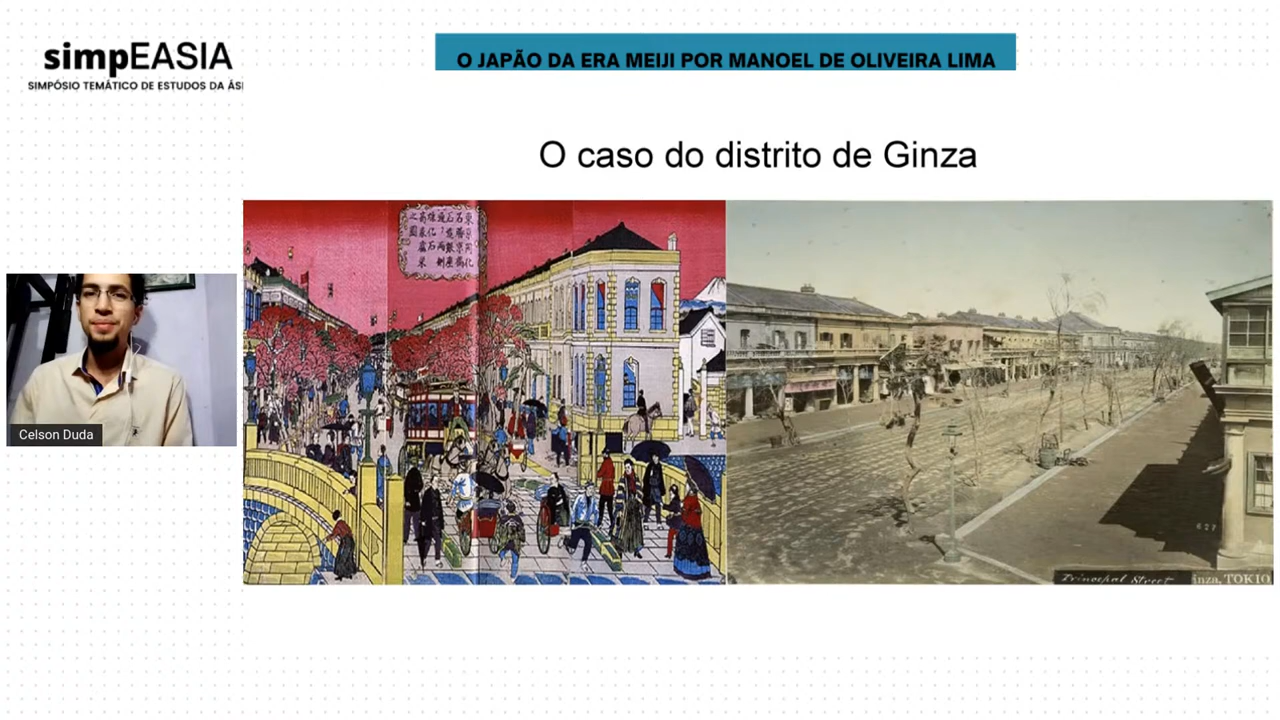 simpEASIA
SIMPÓSIO TEMÁTICO DE ESTUDOS DA ÁSI
O JAPÃO DA ERA MEIJI POR MANOEL DE OLIVEIRA LIMA
O caso do distrito de Ginza
Celson Duda
627
Principal Street
inza, TOKIO